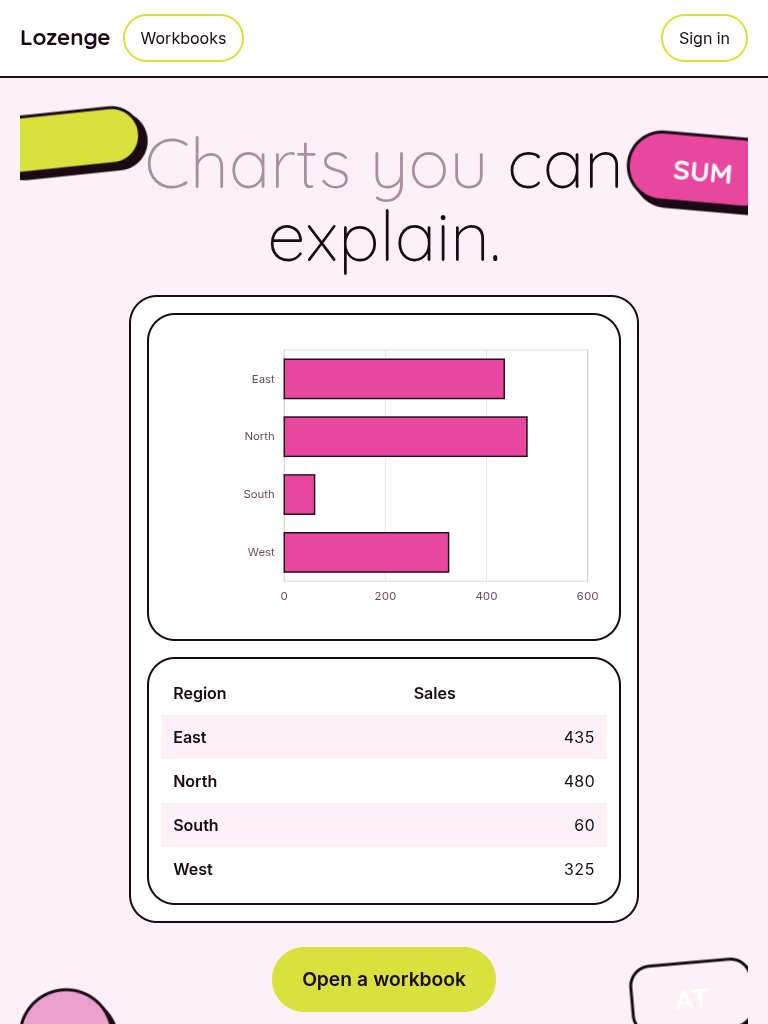 Lozenge Workbooks Sign in
Charts you can
explain.
SUM
East
North
South
West
0 200 400 600
Region Sales
East 435
North 480
South 60
West 325
Open a workbook
AT